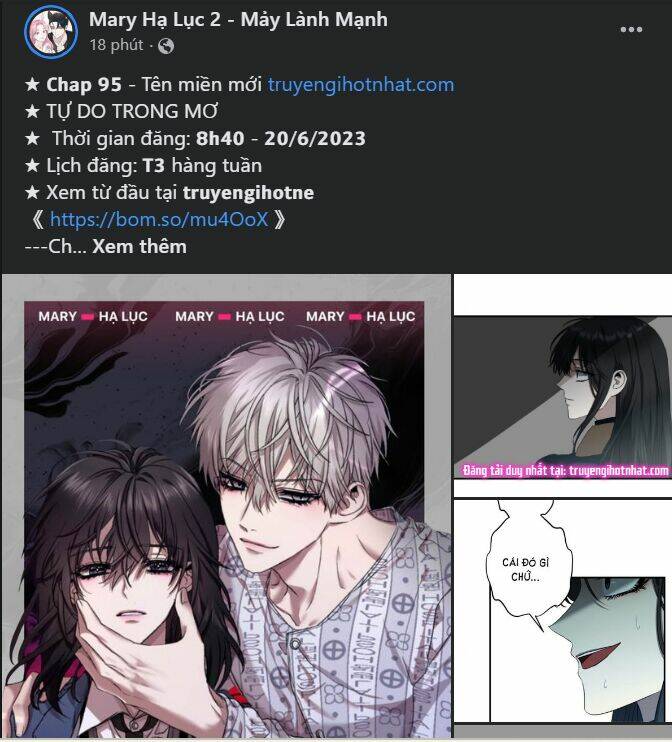 Mary Hạ Lục 2 - Mảy Lành Mạnh
18 phút ·
★ Chap 95 - Tên miền mới truyengihotnhat.com
★ TỰ DO TRONG MƠ
★ Thời gian đăng: 8h40 - 20/6/2023
★ Lịch đăng: T3 hàng tuần
★ Xem từ đầu tại truyengihotne
《 https://bom.so/mu4OoX 》
---Ch... Xem thêm
MARY HẠ LỤC MARY HẠ LỤC MARY HẠ LỤC
Đăng tải duy nhất tại: truyengihotnhat.com
CÁI ĐÓ GÌ
CHỨ...